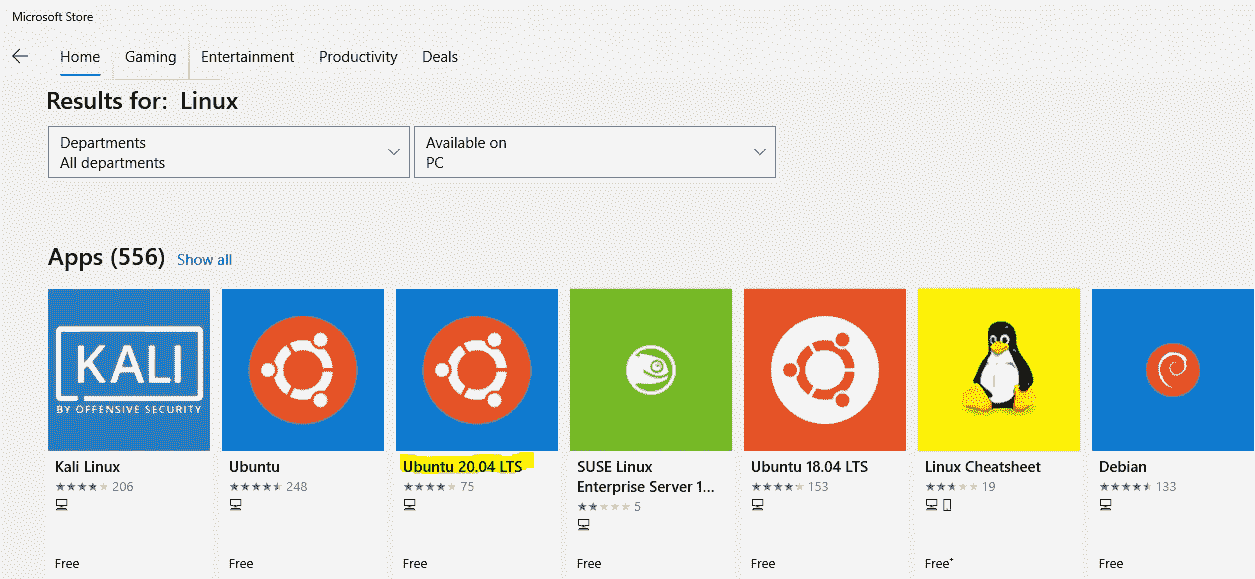 Microsoft Store
Home Gaming Entertainment Productivity Deals
Results for: Linux
Departments
All departments
Available on
PC
Apps (556) Show all
KALI
BY OFFENSIVE SECURITY
Kali Linux
206
Free
Ubuntu
248
Free
Ubuntu 20.04 LTS
75
Free
SUSE Linux
Enterprise Server 1...
5
Free
Ubuntu 18.04 LTS
153
Free
Linux Cheatsheet
19
Free+
Debian
133
Free